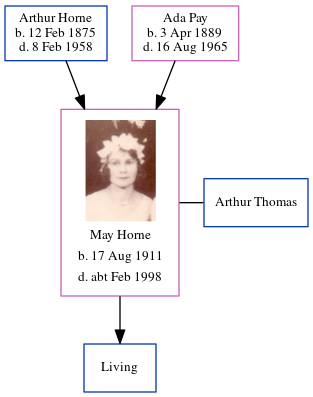 Arthur Horne
b. 12 Feb 1875
d. 8 Feb 1958
Ada Pay
b. 3 Apr 1889
d. 16 Aug 1965
May Horne
b. 17 Aug 1911
d. abt Feb 1998
Arthur Thomas
Living